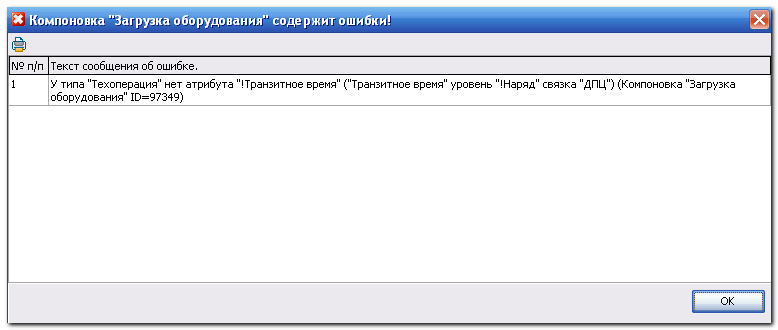 Компоновка "Загрузка оборудования" содержит ошибки!
№ п/п Текст сообщения об ошибке.
1 У типа "Техоперация" нет атрибута "!Транзитное время" ("Транзитное время" уровень "!Наряд" связка "ДПЦ") (Компоновка "Загрузка
оборудования" ID=97349)
OK